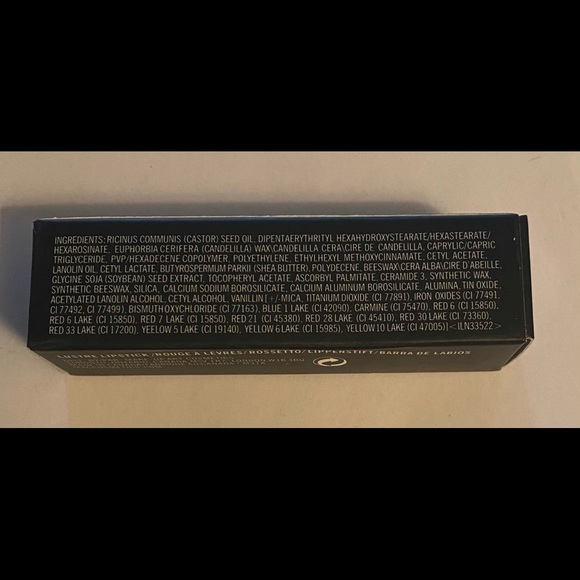 INGREDIENTS: RICINUS COMMUNIS (CASTOR) SEED OIL, DIPENTAERYTHRITYL HEXAHYDROXYSTEARATE/HEXASTEARATE/
HEXAROSINATE, EUPHORBIA CERIFERA (CANDELILLA) WAX\CANDELILLA CERA\CIRE DE CANDELILLA, CAPRYLIC/CAPRIC
TRIGLYCERIDE, PVP/HEXADECENE COPOLYMER, POLYETHYLENE, ETHYLHEXYL METHOXYCINNAMATE, CETYL ACETATE,
LANOLIN OIL, CETYL LACTATE, BUTYROSPERMUM PARKII (SHEA BUTTER), POLYDECENE, BEESWAX\CERA ALBA\CIRE D'ABEILLE,
GLYCINE SOJA (SOYBEAN) SEED EXTRACT, TOCOPHERYL ACETATE, ASCORBYL PALMITATE, CERAMIDE 3, SYNTHETIC WAX,
SYNTHETIC BEESWAX, SILICA, CALCIUM SODIUM BOROSILICATE, CALCIUM ALUMINUM BOROSILICATE, ALUMINA, TIN OXIDE,
ACETYLATED LANOLIN ALCOHOL, CETYL ALCOHOL, VANILLIN [+/- MICA, TITANIUM DIOXIDE (CI 77891), IRON OXIDES (CI 77491,
CI 77492, CI 77499), BISMUTH OXYCHLORIDE (CI 77163), BLUE 1 LAKE (CI 42090), CARMINE (CI 75470), RED 6 (CI 15850),
RED 6 LAKE (CI 15850), RED 7 LAKE (CI 15850), RED 21 (CI 45380), RED 28 LAKE (CI 45410), RED 30 LAKE (CI 73360),
RED 33 LAKE (CI 17200), YEELOW 5 LAKE (CI 19140), YELLOW 6 LAKE (CI 15985), YELLOW 10 LAKE (CI 47005)] <ILN33522>
LUSTRE LIPSTICK/ROUGE À LÈVRES/ROSSETTO/LIPPENSTIFT/BARRA DE LABIOS